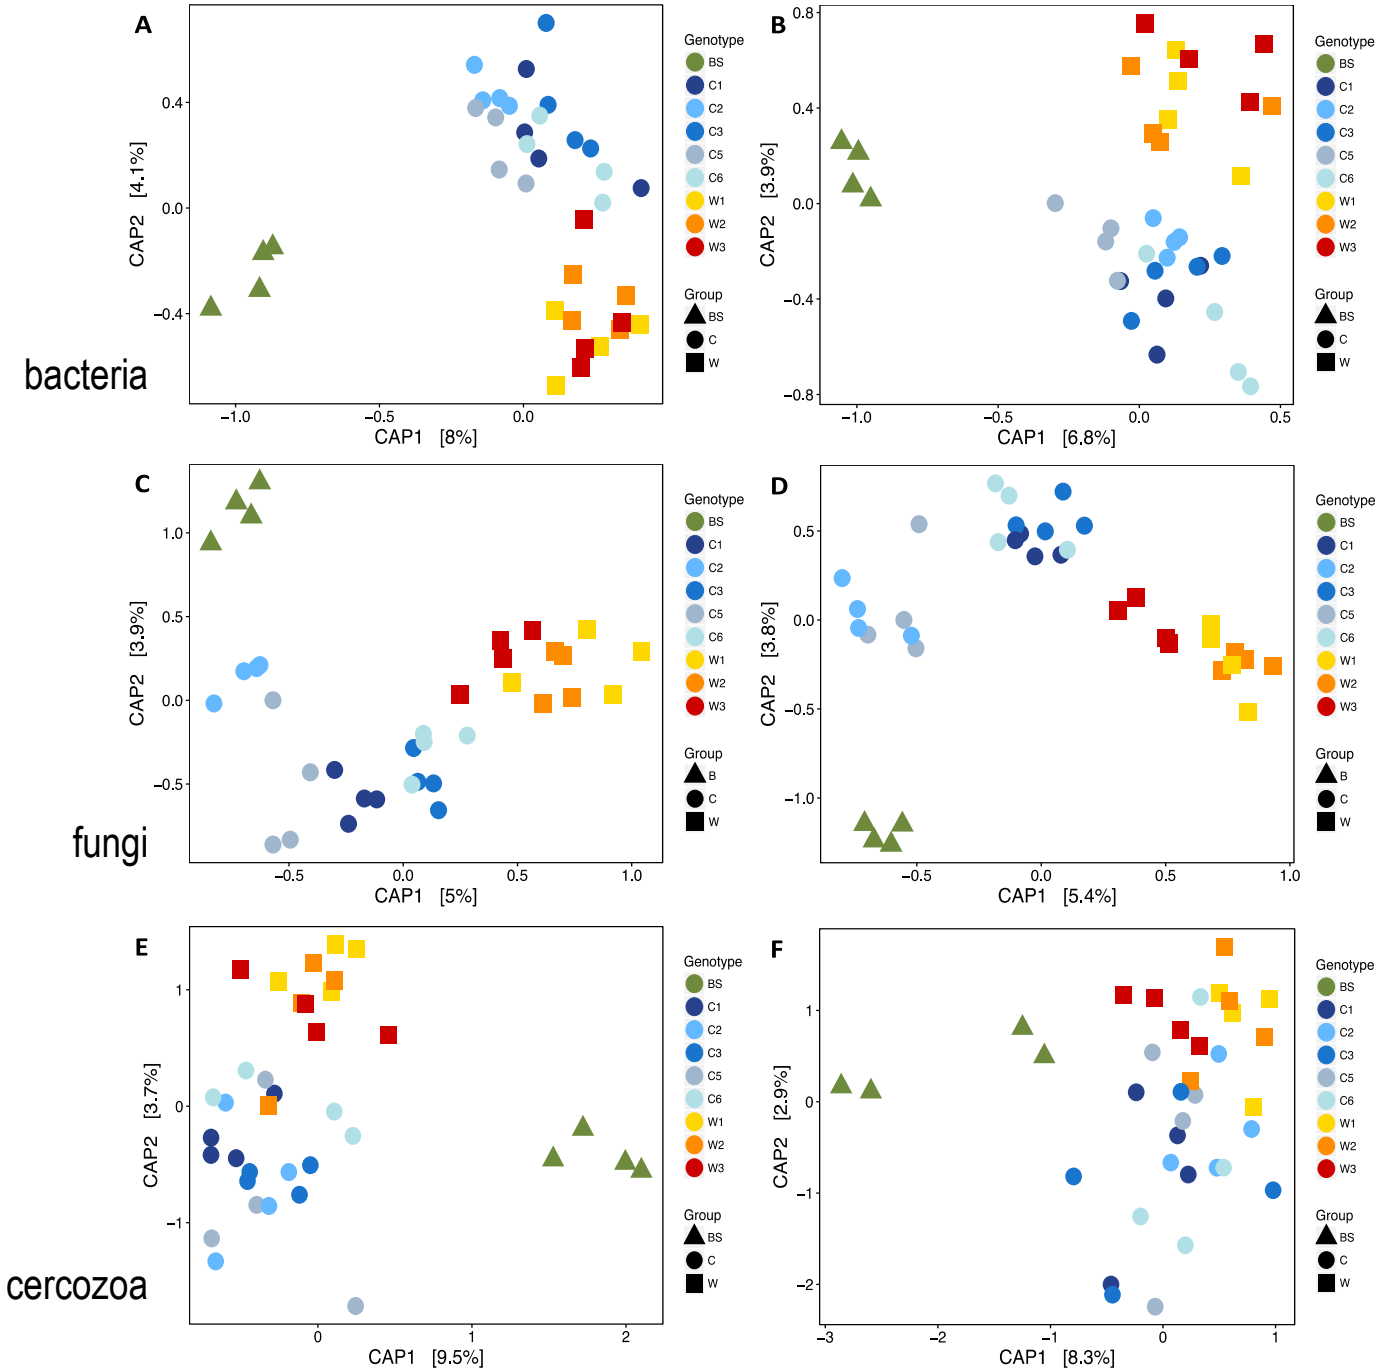 A
0.4
0.0
−0.4
CAP2 [4.1%]
−1.0
−0.5
0.0
CAP1 [8%]
Genotype
BS
C1
C2
C3
C5
C6
W1
W2
W3
Group
BS
C
W
bacteria
B
0.8
0.4
0.0
−0.4
−0.8
CAP2 [3.9%]
−1.0
−0.5
0.0
0.5
CAP1 [6.8%]
Genotype
BS
C1
C2
C3
C5
C6
W1
W2
W3
Group
BS
C
W
C
1.0
0.5
0.0
−0.5
CAP2 [3.9%]
−0.5
0.0
0.5
1.0
CAP1 [5%]
Genotype
BS
C1
C2
C3
C5
C6
W1
W2
W3
Group
B
C
W
fungi
D
0.5
0.0
−0.5
−1.0
CAP2 [3.8%]
−0.5
0.0
0.5
1.0
CAP1 [5.4%]
Genotype
BS
C1
C2
C3
C5
C6
W1
W2
W3
Group
B
C
W
E
1
0
−1
CAP2 [3.7%]
0
1
2
CAP1 [9.5%]
Genotype
BS
C1
C2
C3
C5
C6
W1
W2
W3
Group
BS
C
W
cercozoa
F
1
0
−1
−2
CAP2 [2.9%]
−3
−2
−1
0
1
CAP1 [8.3%]
Genotype
BS
C1
C2
C3
C5
C6
W1
W2
W3
Group
BS
C
W